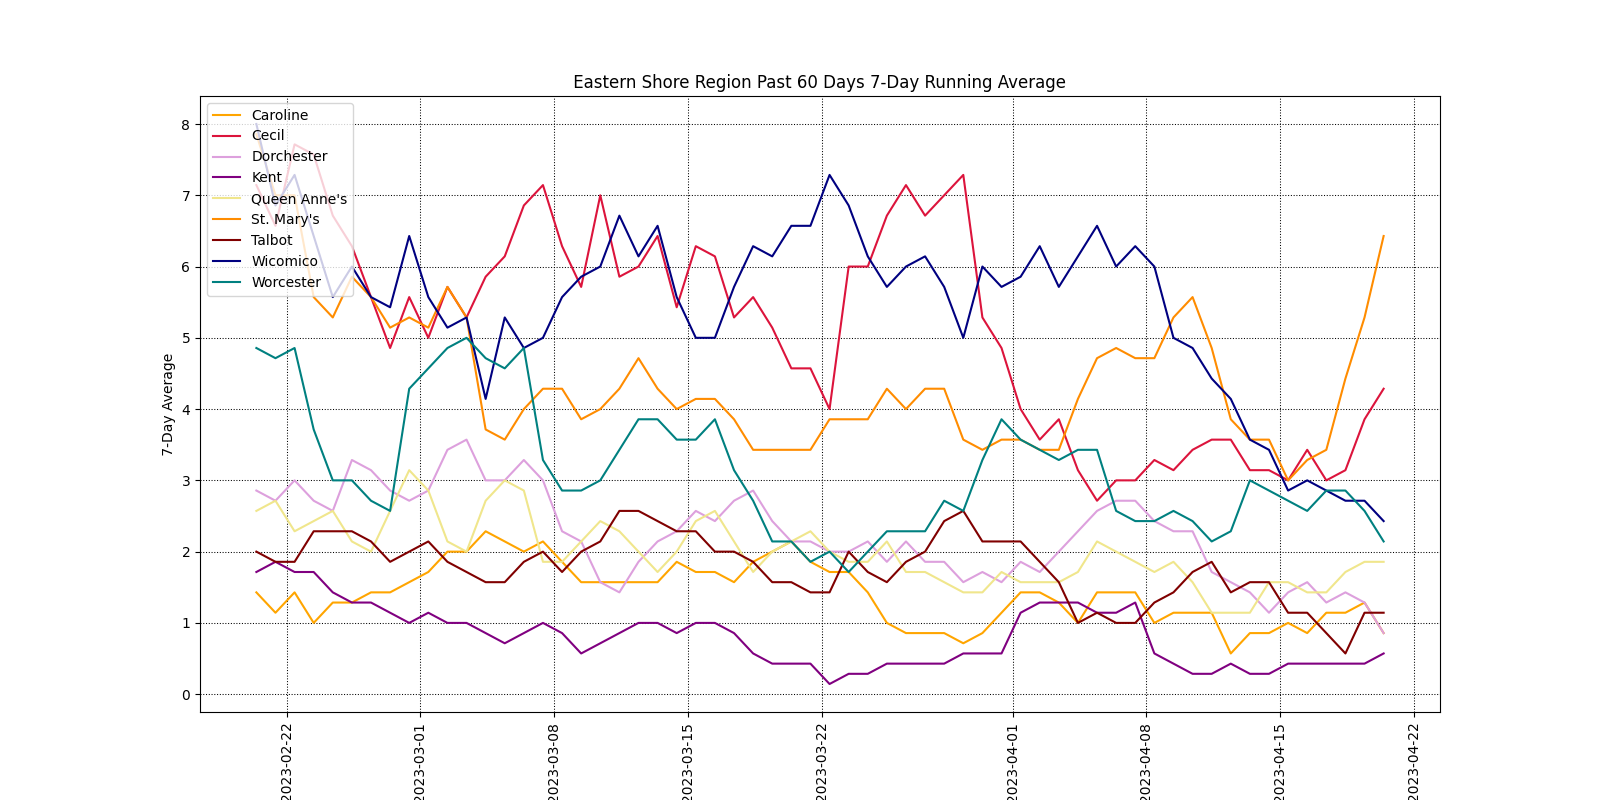 Eastern Shore Region Past 60 Days 7-Day Running Average
Caroline
Cecil
Dorchester
Kent
Queen Anne's
St. Mary's
Talbot
Wicomico
Worcester
7-Day Average
8
7
6
5
4
3
2
1
0
2023-02-22
2023-03-01
2023-03-08
2023-03-15
2023-03-22
2023-04-01
2023-04-08
2023-04-15
2023-04-22